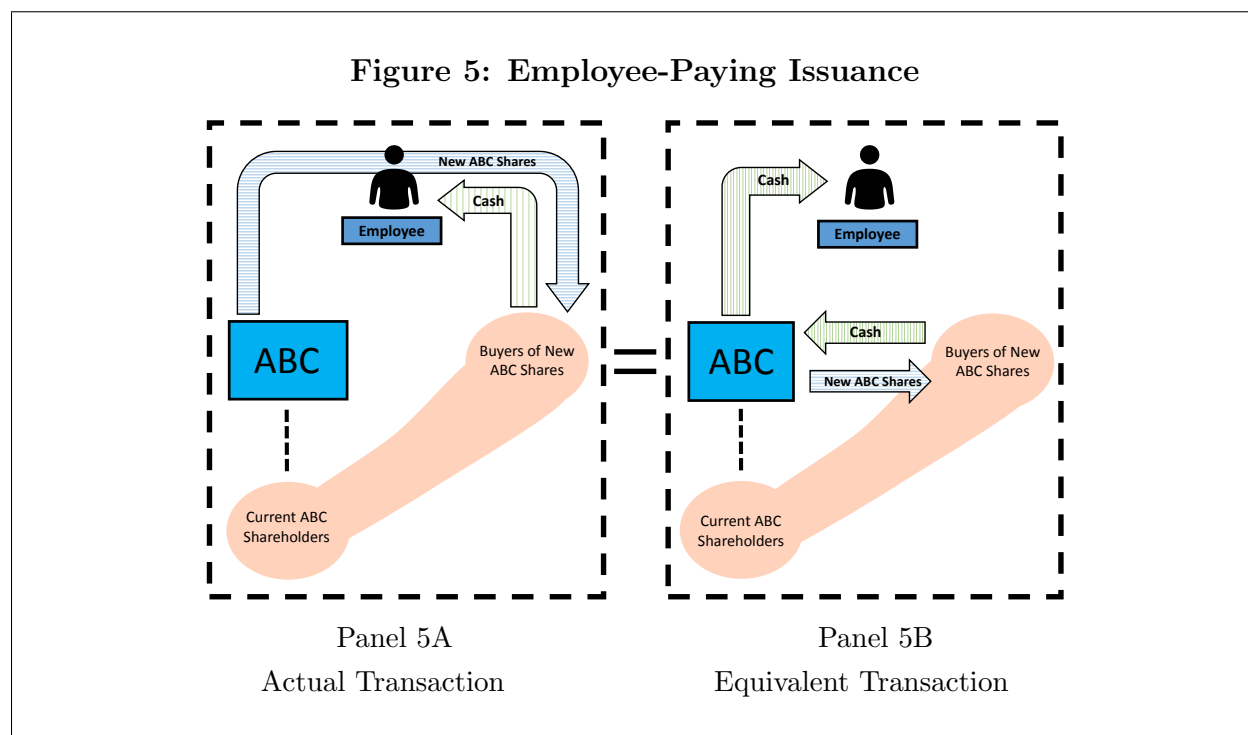 Figure 5: Employee-Paying Issuance
New ABC Shares
Cash
Employee
ABC
Buyers of New
ABC Shares
Current ABC
Shareholders
Cash
Employee
ABC
Cash
New ABC Shares
Buyers of New
ABC Shares
Current ABC
Shareholders
Panel 5A
Actual Transaction
Panel 5B
Equivalent Transaction